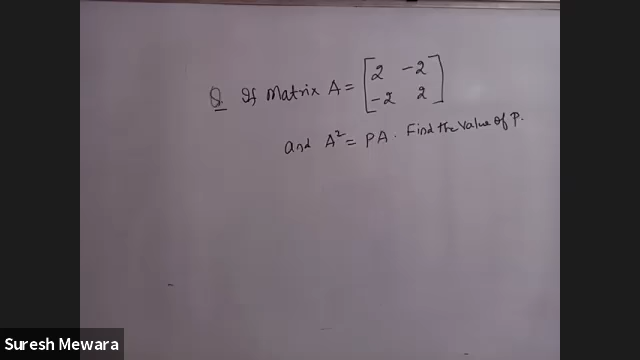 Q If Matrix A = [2 -2
-2 2]
and A² = PA. Find the value of P.
Suresh Mewara